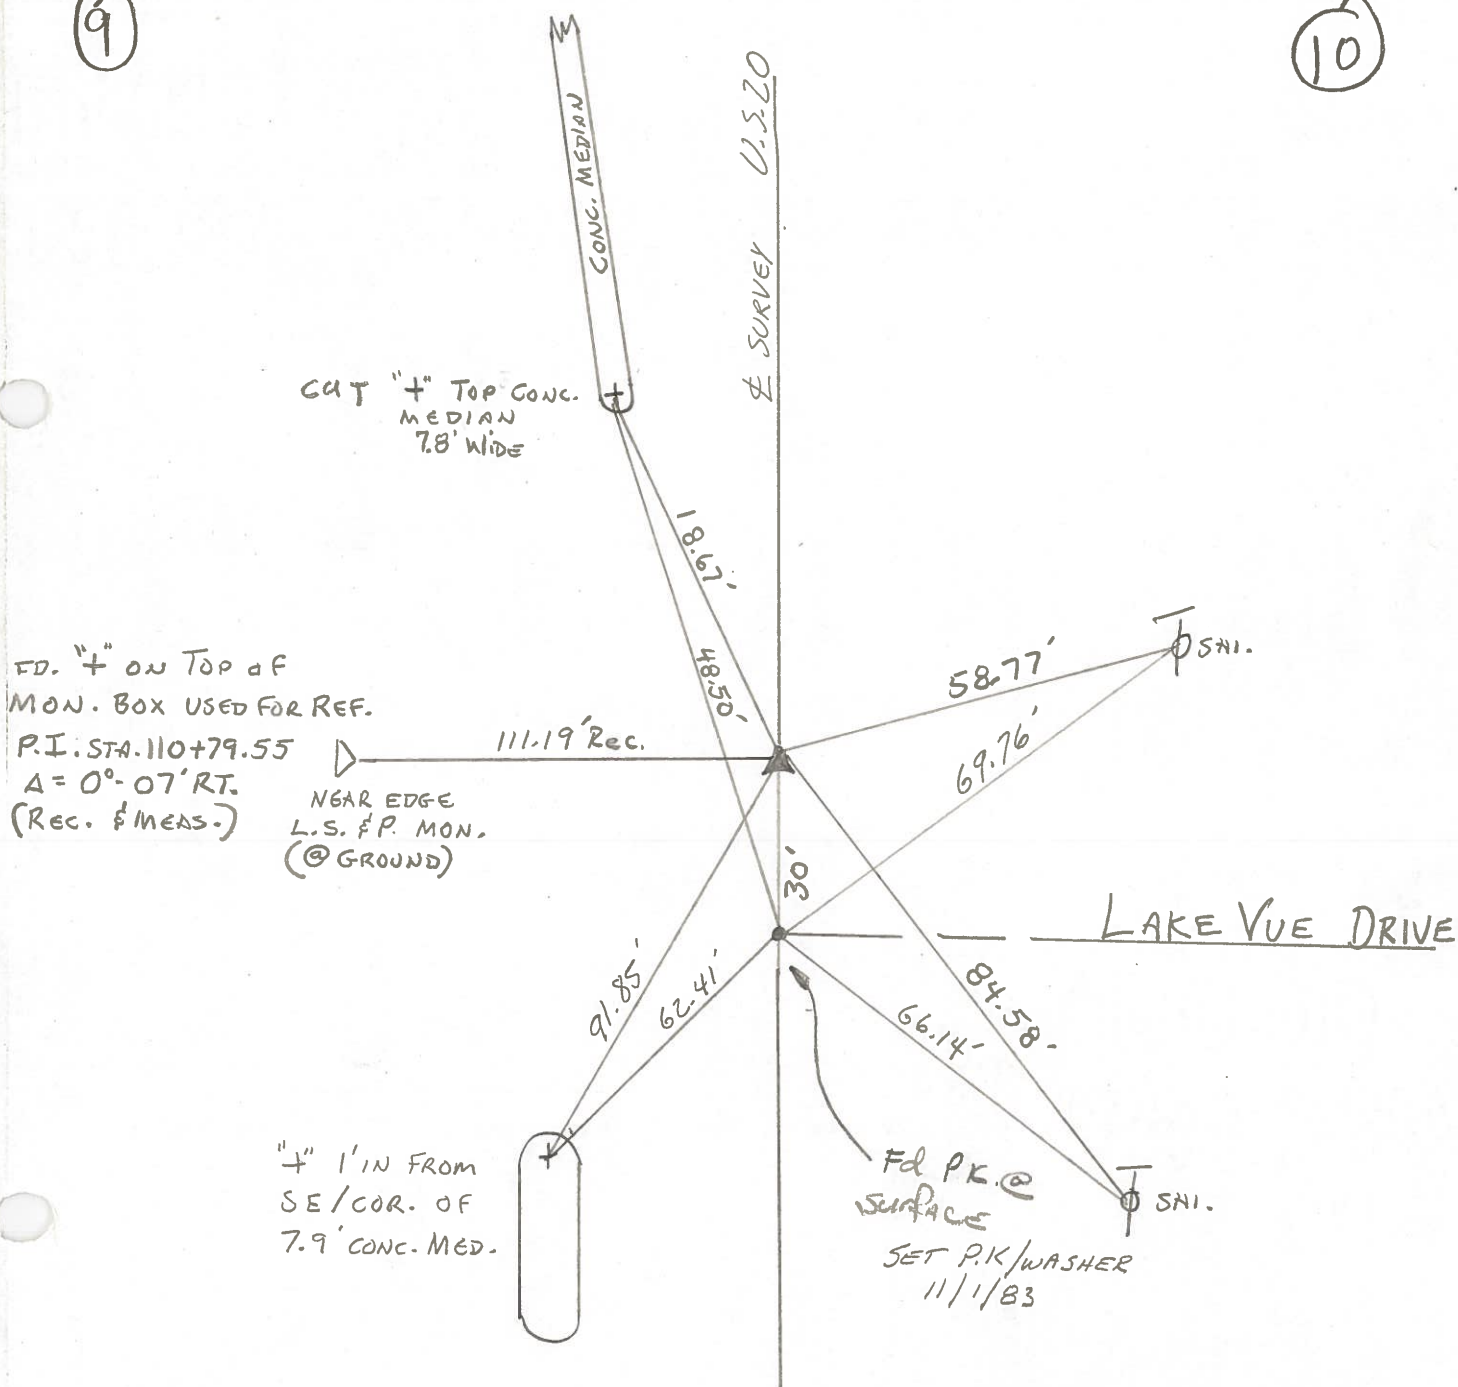 9
10
CONC. MEDIAN
℄ SURVEY U.S.20
CUT "+" TOP CONC.
MEDIAN
7.8' WIDE
18.67'
48.50'
FD. "+" ON TOP OF
MON. BOX USED FOR REF.
P.I. STA. 110+79.55
Δ = 0°-07' RT.
(REC. & MEAS.)
111.19' Rec.
NEAR EDGE
L.S. & P. MON.
(@ GROUND)
58.77'
SHI.
69.76'
30'
LAKE VUE DRIVE
91.85'
62.41'
66.14'
84.58'
"+" 1' IN FROM
SE/COR. OF
7.9' CONC. MED.
Fd P.K. @
SURFACE
SET P.K/WASHER
11/1/83
SHI.